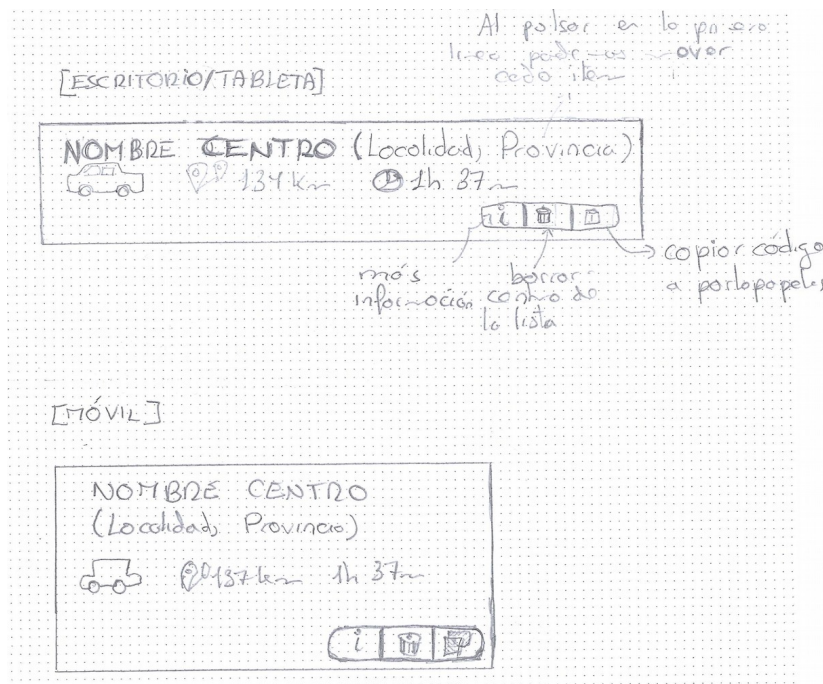 Al pulsar en la primera
línea podremos mover
cada item
[ESCRITORIO/TABLETA]
NOMBRE CENTRO (Localidad, Provincia)
134 km 1h 37m
i
más
información
borrar
centro de
la lista
copiar código
a portapapeles
[MÓVIL]
NOMBRE CENTRO
(Localidad, Provincia)
137 km 1h 37m
i